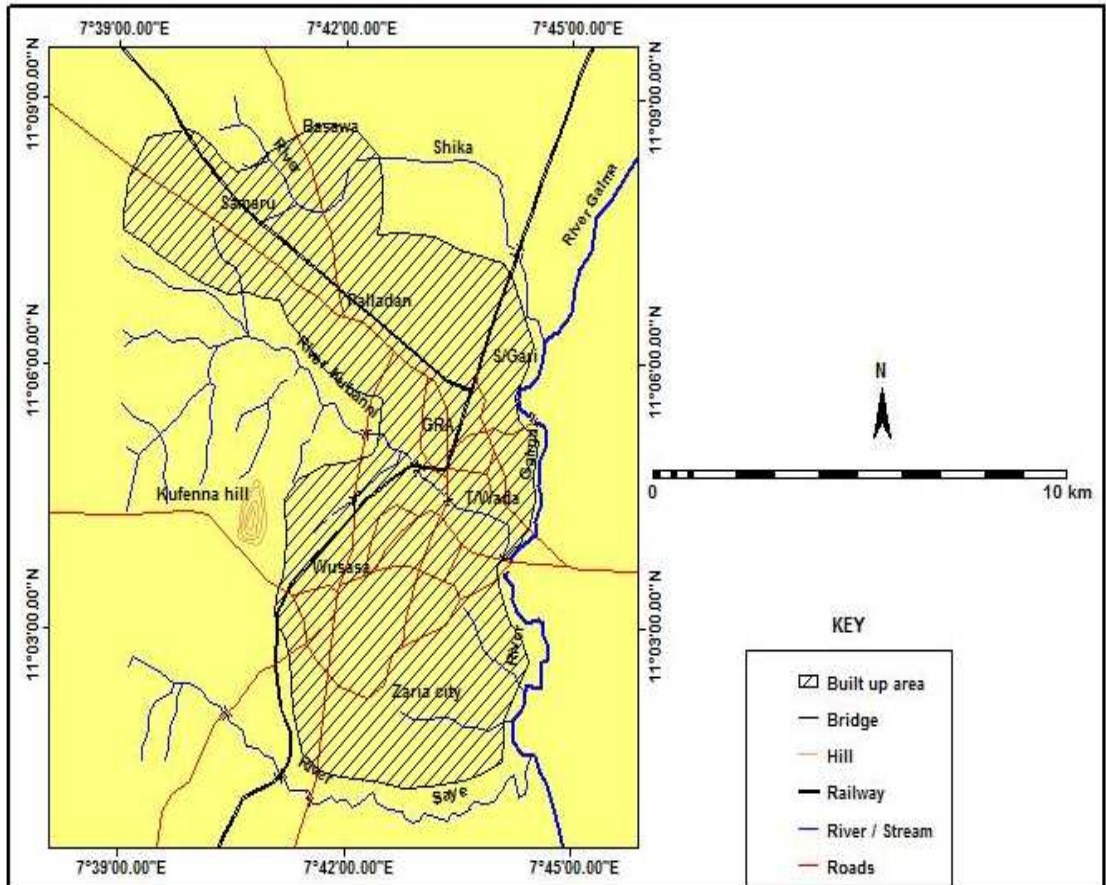 7°39'00.00"E 7°42'00.00"E 7°45'00.00"E
11°09'00.00"N 11°09'00.00"N
Basawa
River
Shika
Samaru
River Galma
Palladan
River Kubanni
S/Gari
11°06'00.00"N 11°06'00.00"N
N
GRA
Kufenna hill
T/Wada
0 10 km
Wusasa
11°03'00.00"N 11°03'00.00"N
River
Zaria city
River
Saye
7°39'00.00"E 7°42'00.00"E 7°45'00.00"E
KEY
Built up area
Bridge
Hill
Railway
River / Stream
Roads